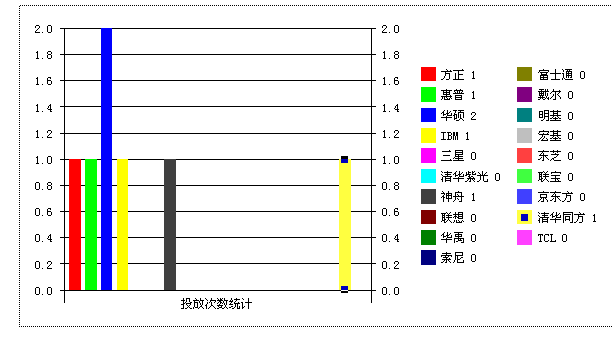 2.0
1.8
1.6
1.4
1.2
1.0
0.8
0.6
0.4
0.2
0.0
2.0
1.8
1.6
1.4
1.2
1.0
0.8
0.6
0.4
0.2
0.0
投放次数统计
方正 1
惠普 1
华硕 2
IBM 1
三星 0
清华紫光 0
神舟 1
联想 0
华禹 0
索尼 0
富士通 0
戴尔 0
明基 0
宏基 0
东芝 0
联宝 0
京东方 0
清华同方 1
TCL 0